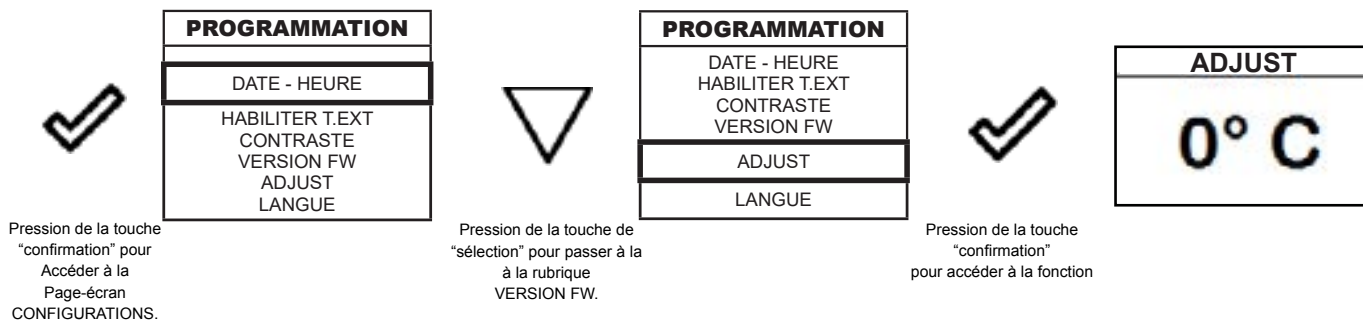 PROGRAMMATION
DATE - HEURE
HABILITER T.EXT
CONTRASTE
VERSION FW
ADJUST
LANGUE
Pression de la touche
“confirmation” pour
Accéder à la
Page-écran
CONFIGURATIONS.
Pression de la touche de
“sélection” pour passer à la
à la rubrique
VERSION FW.
PROGRAMMATION
DATE - HEURE
HABILITER T.EXT
CONTRASTE
VERSION FW
ADJUST
LANGUE
Pression de la touche
“confirmation”
pour accéder à la fonction
ADJUST
0° C